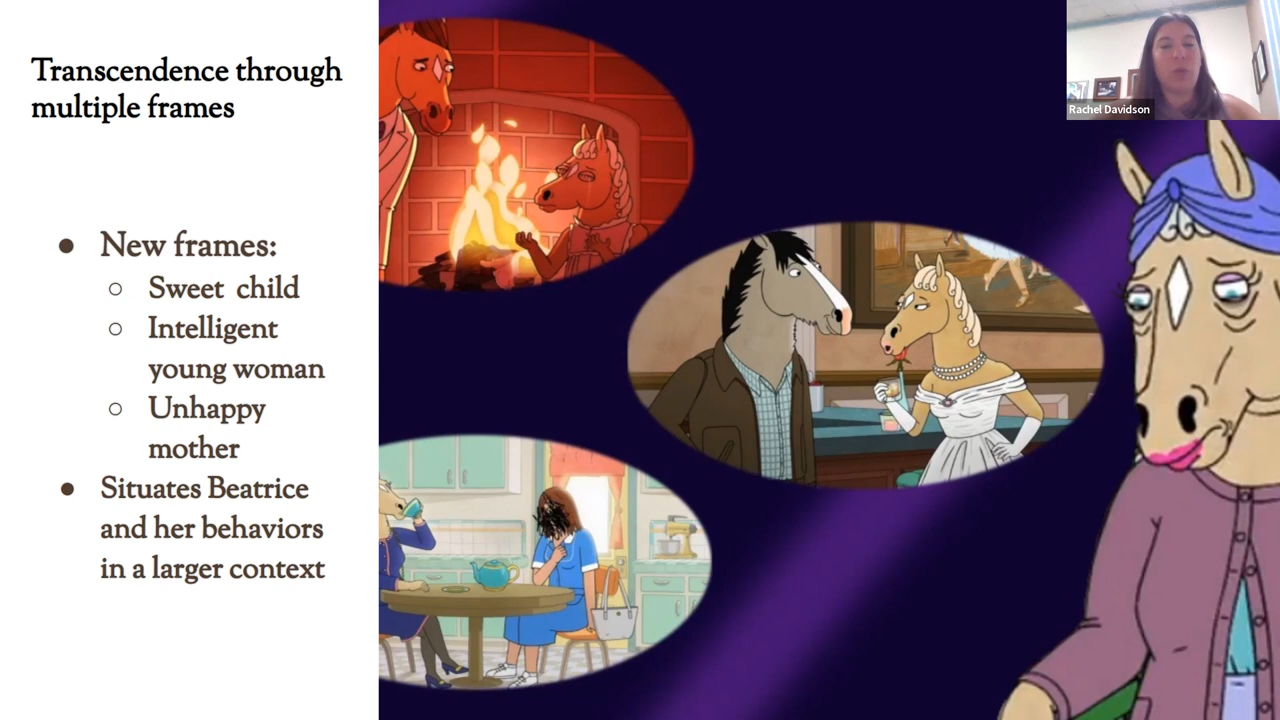 Transcendence through
multiple frames
● New frames:
○ Sweet child
○ Intelligent
young woman
○ Unhappy
mother
● Situates Beatrice
and her behaviors
in a larger context
Rachel Davidson